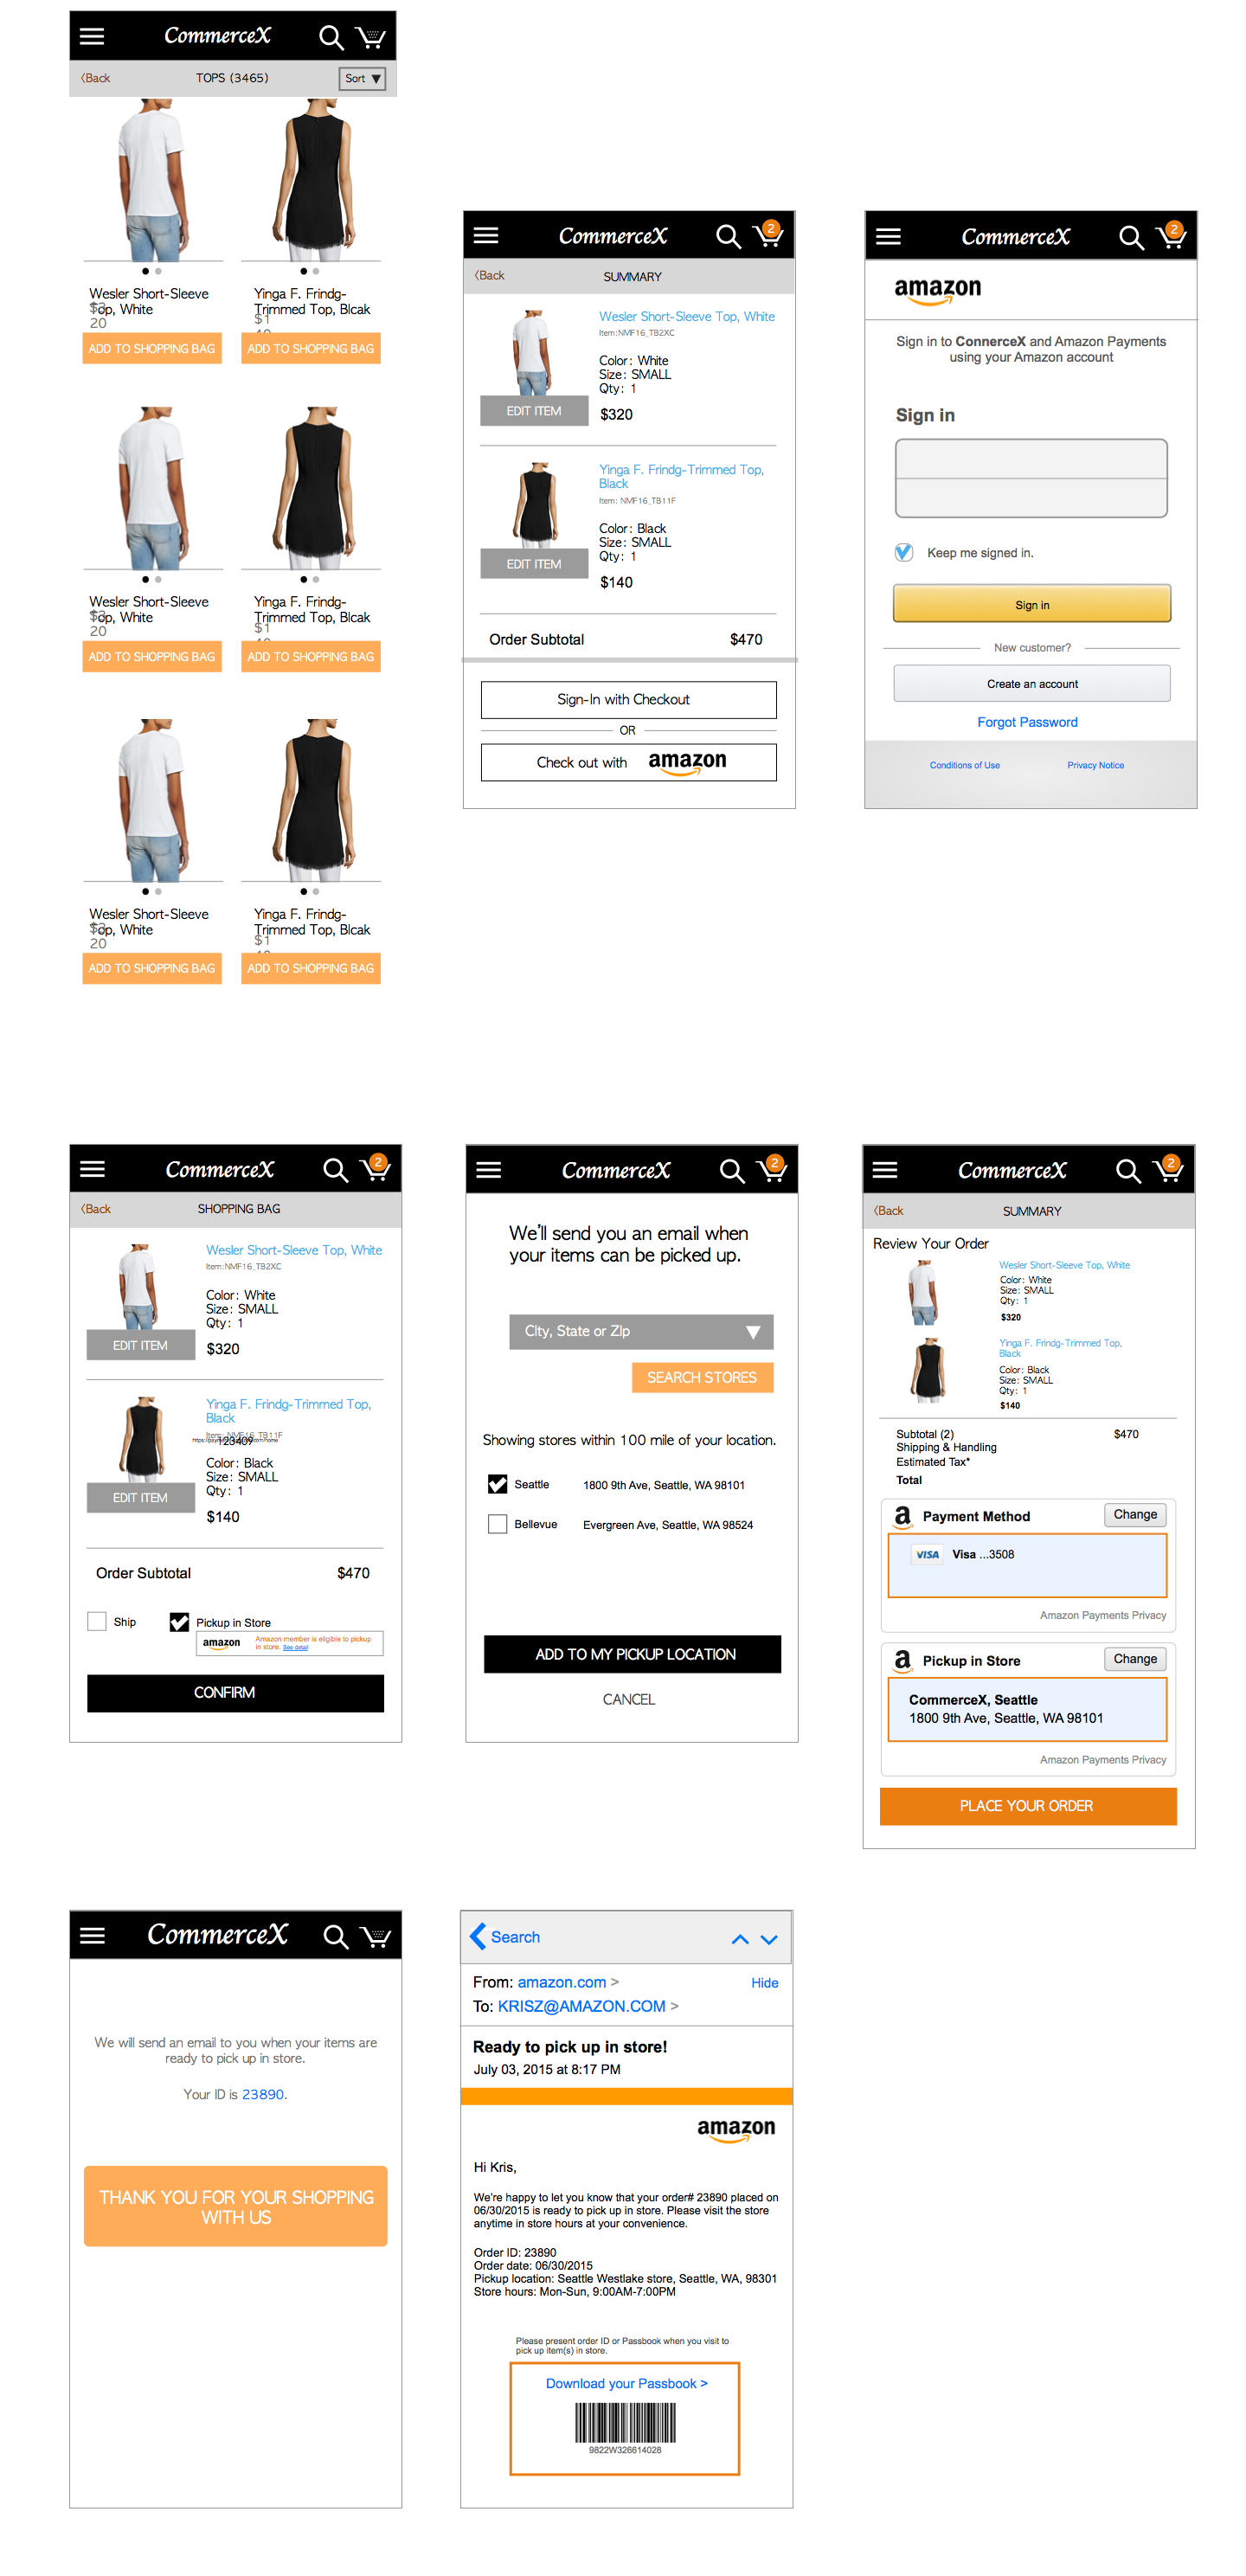 CommerceX
〈Back
TOPS (3465)
Sort ▼
Wesler Short-Sleeve
Top, White
$3
20
ADD TO SHOPPING BAG
Yinga F. Frindg-
Trimmed Top, Blcak
$1
ADD TO SHOPPING BAG
Wesler Short-Sleeve
Top, White
$3
20
ADD TO SHOPPING BAG
Yinga F. Frindg-
Trimmed Top, Blcak
$1
ADD TO SHOPPING BAG
Wesler Short-Sleeve
Top, White
$3
20
ADD TO SHOPPING BAG
Yinga F. Frindg-
Trimmed Top, Blcak
$1
ADD TO SHOPPING BAG
CommerceX
2
〈Back
SUMMARY
Wesler Short-Sleeve Top, White
Item:NMF16_TB2XC
Color: White
Size: SMALL
Qty: 1
EDIT ITEM
$320
Yinga F. Frindg-Trimmed Top,
Black
Item: NMF16_TB11F
Color: Black
Size: SMALL
Qty: 1
EDIT ITEM
$140
Order Subtotal $470
Sign-In with Checkout
OR
Check out with amazon
CommerceX
2
amazon
Sign in to ConnerceX and Amazon Payments
using your Amazon account
Sign in
Keep me signed in.
Sign in
New customer?
Create an account
Forgot Password
Conditions of Use
Privacy Notice
CommerceX
2
〈Back
SHOPPING BAG
Wesler Short-Sleeve Top, White
Item:NMF16_TB2XC
Color: White
Size: SMALL
Qty: 1
EDIT ITEM
$320
Yinga F. Frindg-Trimmed Top,
Black
Item: NMF16_TB11F
123409
Color: Black
Size: SMALL
Qty: 1
EDIT ITEM
$140
Order Subtotal $470
Ship
Pickup in Store
amazon
Amazon member is eligible to pickup
in store. See detail
CONFIRM
CommerceX
2
We'll send you an email when
your items can be picked up.
City, State or Zip
SEARCH STORES
Showing stores within 100 mile of your location.
Seattle 1800 9th Ave, Seattle, WA 98101
Bellevue Evergreen Ave, Seattle, WA 98524
ADD TO MY PICKUP LOCATION
CANCEL
CommerceX
2
〈Back
SUMMARY
Review Your Order
Wesler Short-Sleeve Top, White
Color: White
Size: SMALL
Qty: 1
$320
Yinga F. Frindg-Trimmed Top,
Black
Color: Black
Size: SMALL
Qty: 1
$140
Subtotal (2) $470
Shipping & Handling
Estimated Tax*
Total
a Payment Method Change
VISA Visa ...3508
Amazon Payments Privacy
a Pickup in Store Change
CommerceX, Seattle
1800 9th Ave, Seattle, WA 98101
Amazon Payments Privacy
PLACE YOUR ORDER
CommerceX
We will send an email to you when your items are
ready to pick up in store.
Your ID is 23890.
THANK YOU FOR YOUR SHOPPING
WITH US
Search
From: amazon.com > Hide
To: KRISZ@AMAZON.COM >
Ready to pick up in store!
July 03, 2015 at 8:17 PM
amazon
Hi Kris,
We're happy to let you know that your order# 23890 placed on
06/30/2015 is ready to pick up in store. Please visit the store
anytime in store hours at your convenience.
Order ID: 23890
Order date: 06/30/2015
Pickup location: Seattle Westlake store, Seattle, WA, 98301
Store hours: Mon-Sun, 9:00AM-7:00PM
Please present order ID or Passbook when you visit to
pick up item(s) in store.
Download your Passbook >
9822W326614028